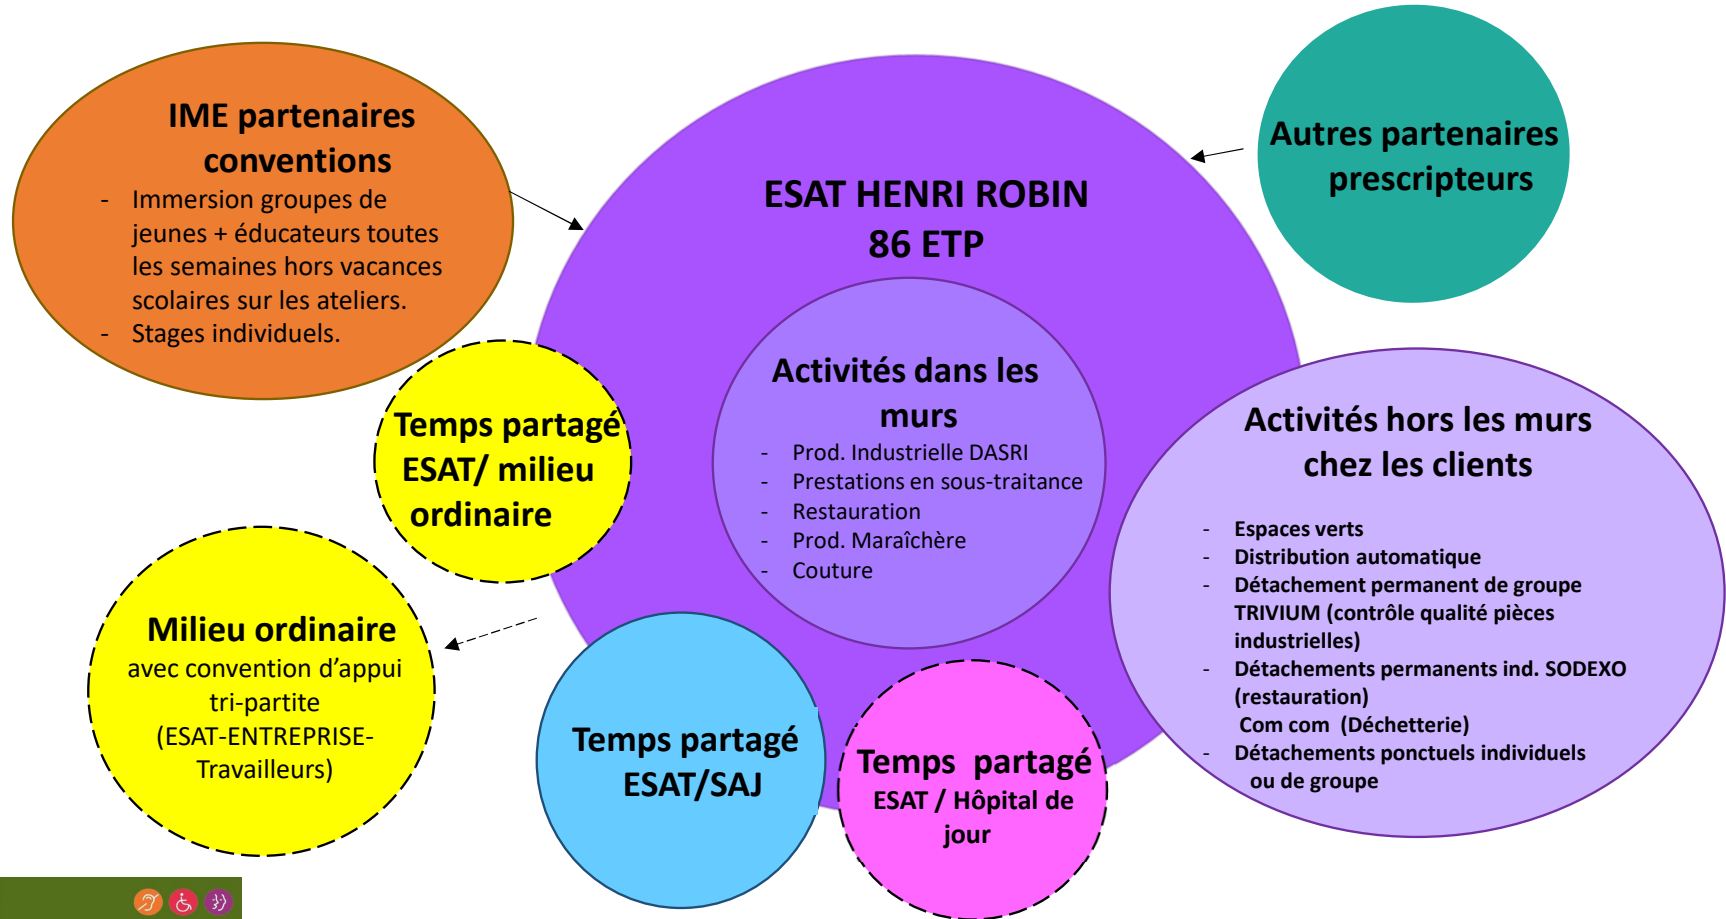 IME partenaires
conventions
- Immersion groupes de
jeunes + éducateurs toutes
les semaines hors vacances
scolaires sur les ateliers.
- Stages individuels.
ESAT HENRI ROBIN
86 ETP
Autres partenaires
prescripteurs
Activités dans les
murs
- Prod. Industrielle DASRI
- Prestations en sous-traitance
- Restauration
- Prod. Maraîchère
- Couture
Temps partagé
ESAT/ milieu
ordinaire
Activités hors les murs
chez les clients
- Espaces verts
- Distribution automatique
- Détachement permanent de groupe
TRIVIUM (contrôle qualité pièces
industrielles)
- Détachements permanents ind. SODEXO
(restauration)
Com com (Déchetterie)
- Détachements ponctuels individuels
ou de groupe
Milieu ordinaire
avec convention d’appui
tri-partite
(ESAT-ENTREPRISE-
Travailleurs)
Temps partagé
ESAT/SAJ
Temps partagé
ESAT / Hôpital de
jour